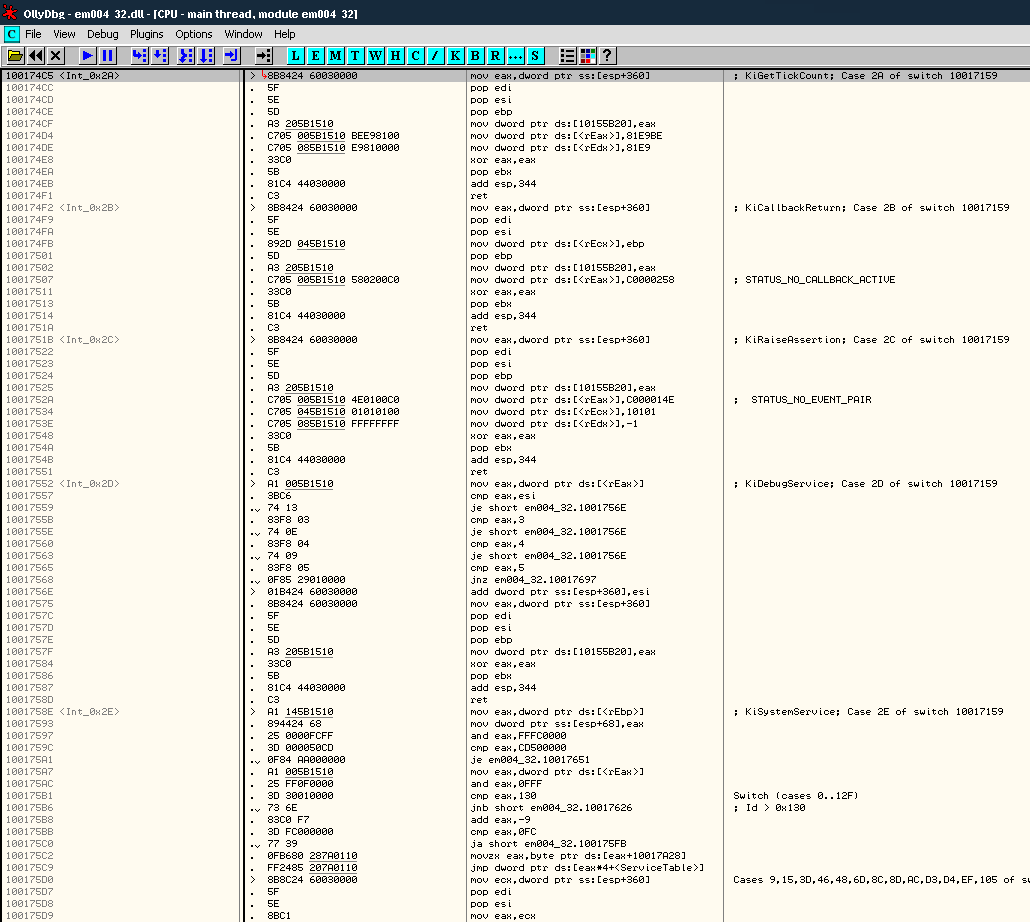 OllyDbg - em004_32.dll - [CPU - main thread, module em004_32]
C File View Debug Plugins Options Window Help
L E M T W H C / K B R ... S ?
100174C5 <Int_0x2A> > 8B8424 60030000 mov eax,dword ptr ss:[esp+360] ; KiGetTickCount; Case 2A of switch 10017159
100174CC . 5F pop edi
100174CD . 5E pop esi
100174CE . 5D pop ebp
100174CF . A3 205B1510 mov dword ptr ds:[10155B20],eax
100174D4 . C705 005B1510 BEE98100 mov dword ptr ds:[<rEax>],81E9BE
100174DE . C705 085B1510 E9810000 mov dword ptr ds:[<rEdx>],81E9
100174E8 . 33C0 xor eax,eax
100174EA . 5B pop ebx
100174EB . 81C4 44030000 add esp,344
100174F1 . C3 ret
100174F2 <Int_0x2B> > 8B8424 60030000 mov eax,dword ptr ss:[esp+360] ; KiCallbackReturn; Case 2B of switch 10017159
100174F9 . 5F pop edi
100174FA . 5E pop esi
100174FB . 892D 045B1510 mov dword ptr ds:[<rEcx>],ebp
10017501 . 5D pop ebp
10017502 . A3 205B1510 mov dword ptr ds:[10155B20],eax
10017507 . C705 005B1510 580200C0 mov dword ptr ds:[<rEax>],C0000258 ; STATUS_NO_CALLBACK_ACTIVE
10017511 . 33C0 xor eax,eax
10017513 . 5B pop ebx
10017514 . 81C4 44030000 add esp,344
1001751A . C3 ret
1001751B <Int_0x2C> > 8B8424 60030000 mov eax,dword ptr ss:[esp+360] ; KiRaiseAssertion; Case 2C of switch 10017159
10017522 . 5F pop edi
10017523 . 5E pop esi
10017524 . 5D pop ebp
10017525 . A3 205B1510 mov dword ptr ds:[10155B20],eax
1001752A . C705 005B1510 4E0100C0 mov dword ptr ds:[<rEax>],C000014E ; STATUS_NO_EVENT_PAIR
10017534 . C705 045B1510 01010100 mov dword ptr ds:[<rEcx>],10101
1001753E . C705 085B1510 FFFFFFFF mov dword ptr ds:[<rEdx>],-1
10017548 . 33C0 xor eax,eax
1001754A . 5B pop ebx
1001754B . 81C4 44030000 add esp,344
10017551 . C3 ret
10017552 <Int_0x2D> > A1 005B1510 mov eax,dword ptr ds:[<rEax>] ; KiDebugService; Case 2D of switch 10017159
10017557 . 3BC6 cmp eax,esi
10017559 . 74 13 je short em004_32.1001756E
1001755B . 83F8 03 cmp eax,3
1001755E . 74 0E je short em004_32.1001756E
10017560 . 83F8 04 cmp eax,4
10017563 . 74 09 je short em004_32.1001756E
10017565 . 83F8 05 cmp eax,5
10017568 . 0F85 29010000 jnz em004_32.10017697
1001756E > 01B424 60030000 add dword ptr ss:[esp+360],esi
10017575 . 8B8424 60030000 mov eax,dword ptr ss:[esp+360]
1001757C . 5F pop edi
1001757D . 5E pop esi
1001757E . 5D pop ebp
1001757F . A3 205B1510 mov dword ptr ds:[10155B20],eax
10017584 . 33C0 xor eax,eax
10017586 . 5B pop ebx
10017587 . 81C4 44030000 add esp,344
1001758D . C3 ret
1001758E <Int_0x2E> > A1 145B1510 mov eax,dword ptr ds:[<rEbp>] ; KiSystemService; Case 2E of switch 10017159
10017593 . 894424 68 mov dword ptr ss:[esp+68],eax
10017597 . 25 0000FCFF and eax,FFFC0000
1001759C . 3D 000050CD cmp eax,CD500000
100175A1 . 0F84 AA000000 je em004_32.10017651
100175A7 . A1 005B1510 mov eax,dword ptr ds:[<rEax>]
100175AC . 25 FF0F0000 and eax,0FFF
100175B1 . 3D 30010000 cmp eax,130 Switch (cases 0..12F)
100175B6 . 73 6E jnb short em004_32.10017626 ; Id > 0x130
100175B8 . 83C0 F7 add eax,-9
100175BB . 3D FC000000 cmp eax,0FC
100175C0 . 77 39 ja short em004_32.100175FB
100175C2 . 0FB680 287A0110 movzx eax,byte ptr ds:[eax+10017A28]
100175C9 . FF2485 207A0110 jmp dword ptr ds:[eax*4+<ServiceTable>]
100175D0 > 8B8C24 60030000 mov ecx,dword ptr ss:[esp+360] Cases 9,15,3D,46,48,6D,8C,8D,AC,D3,D4,EF,105 of sw
100175D7 . 5F pop edi
100175D8 . 5E pop esi
100175D9 . 8BC1 mov eax,ecx